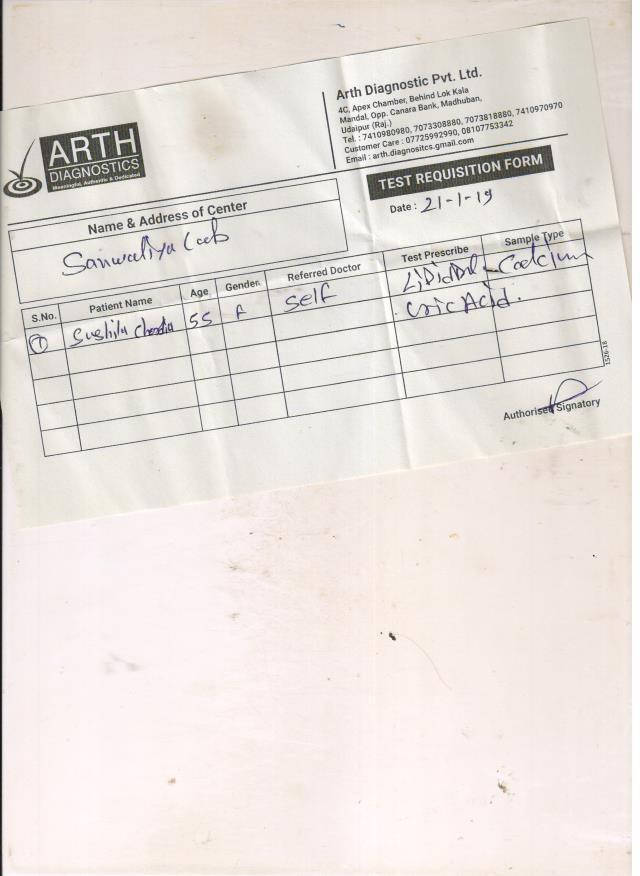 ARTH
DIAGNOSTICS
Meaningful, Authentic & Dedicated
Arth Diagnostic Pvt. Ltd.
4C, Apex Chamber, Behind Lok Kala
Mandal, Opp. Canara Bank, Madhuban,
Udaipur (Raj.)
Tel. : 7410980980, 7073308880, 7073818880, 7410970970
Customer Care : 07725992990, 08107753342
Email : arth.diagnositcs.gmail.com
TEST REQUISITION FORM
Date : 21-1-19
Name & Address of Center
Sanwaliya Lab
S.No. Patient Name Age Gender Referred Doctor Test Prescribe Sample Type
1 Sushila 55 F Self Calcium
Uric Acid.
1526-18
Authorised Signatory